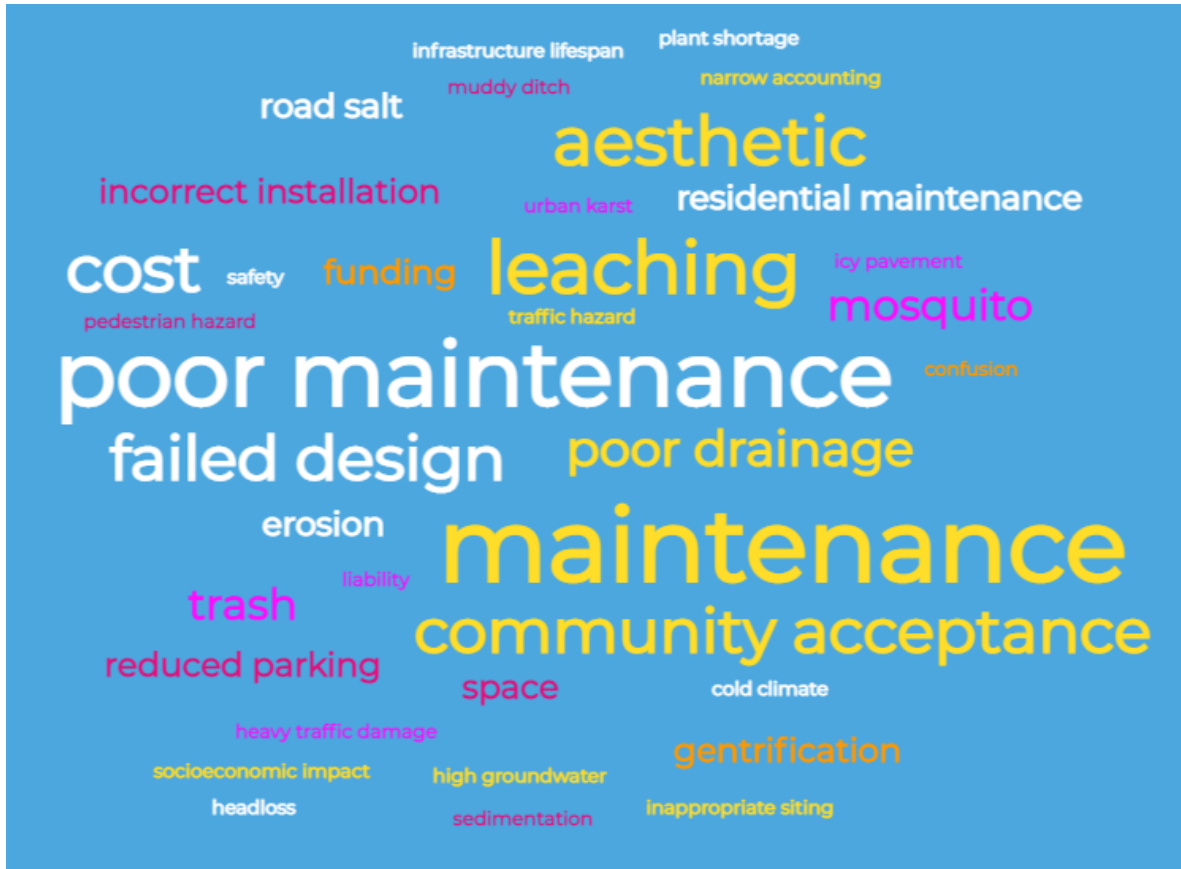 infrastructure lifespan
plant shortage
muddy ditch
narrow accounting
road salt
aesthetic
incorrect installation
urban karst
residential maintenance
cost
safety
funding
leaching
icy pavement
mosquito
pedestrian hazard
traffic hazard
poor maintenance
confusion
failed design
poor drainage
erosion
maintenance
liability
trash
community acceptance
reduced parking
space
cold climate
heavy traffic damage
gentrification
socioeconomic impact
high groundwater
headloss
sedimentation
inappropriate siting